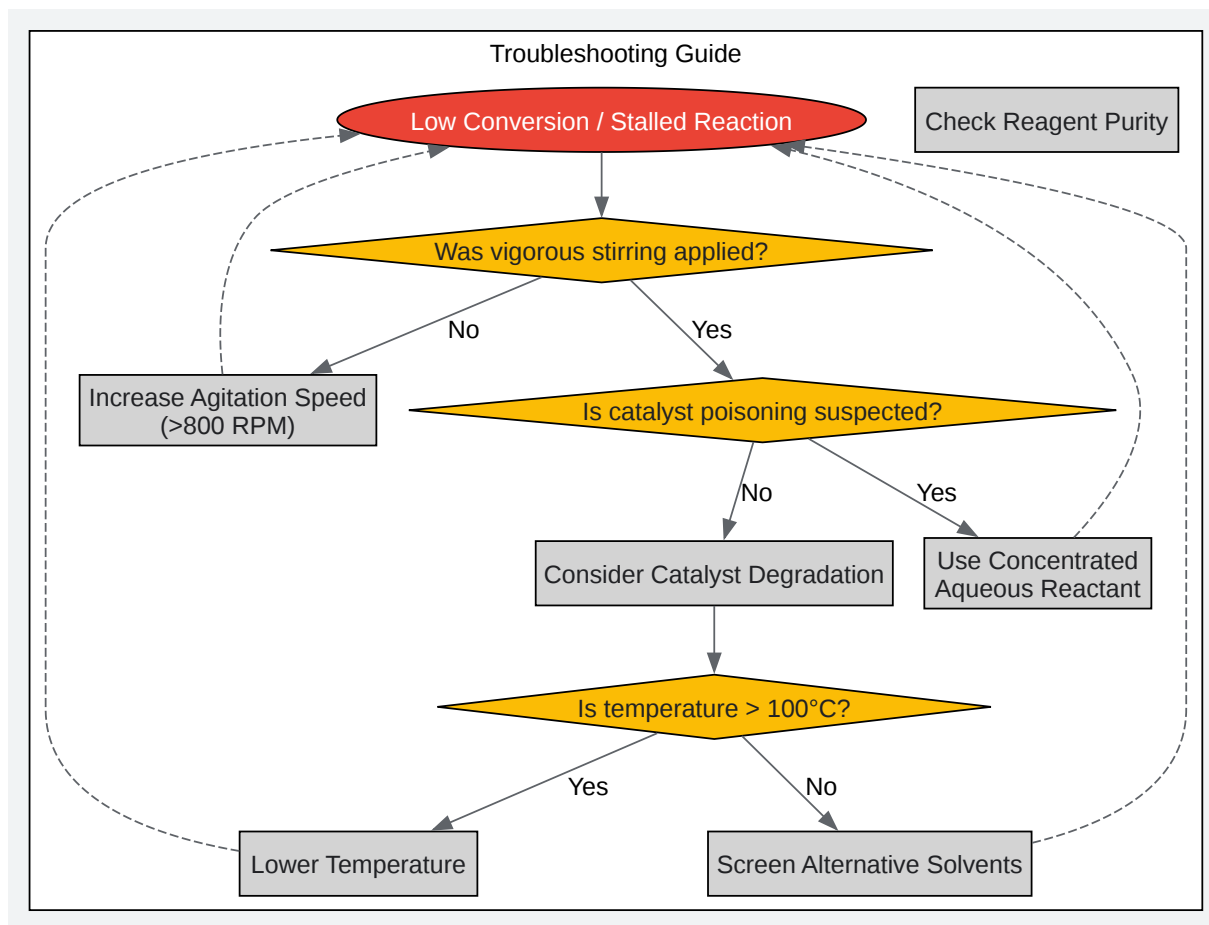 Troubleshooting Guide
Low Conversion / Stalled Reaction
Check Reagent Purity
Was vigorous stirring applied?
No
Yes
Increase Agitation Speed
(>800 RPM)
Is catalyst poisoning suspected?
No
Yes
Consider Catalyst Degradation
Use Concentrated
Aqueous Reactant
Is temperature > 100°C?
Yes
No
Lower Temperature
Screen Alternative Solvents